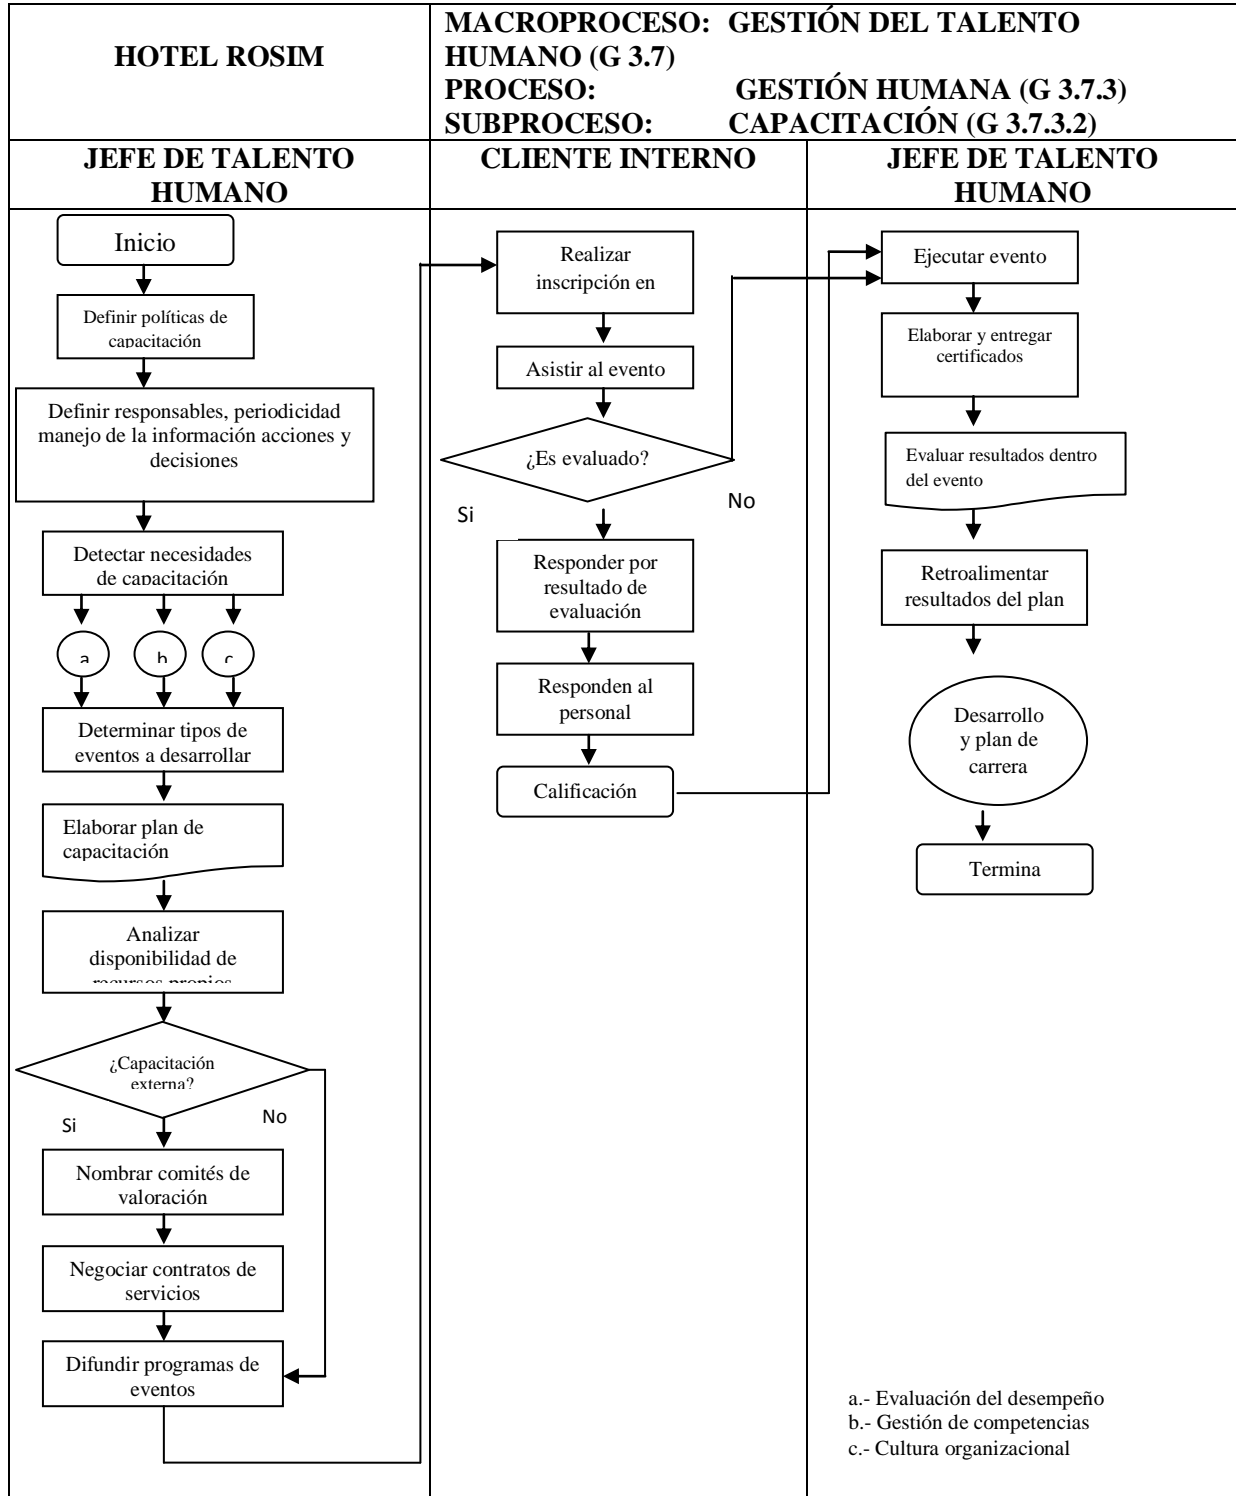 HOTEL ROSIM
MACROPROCESO: GESTIÓN DEL TALENTO
HUMANO (G 3.7)
PROCESO: GESTIÓN HUMANA (G 3.7.3)
SUBPROCESO: CAPACITACIÓN (G 3.7.3.2)
JEFE DE TALENTO
HUMANO
CLIENTE INTERNO
JEFE DE TALENTO
HUMANO
Inicio
Definir políticas de
capacitación
Definir responsables, periodicidad
manejo de la información acciones y
decisiones
Detectar necesidades
de capacitación
a
b
c
Determinar tipos de
eventos a desarrollar
Elaborar plan de
capacitación
Analizar
disponibilidad de
recursos propios
¿Capacitación
externa?
Si
No
Nombrar comités de
valoración
Negociar contratos de
servicios
Difundir programas de
eventos
Realizar
inscripción en
Asistir al evento
¿Es evaluado?
Si
No
Responder por
resultado de
evaluación
Responden al
personal
Calificación
Ejecutar evento
Elaborar y entregar
certificados
Evaluar resultados dentro
del evento
Retroalimentar
resultados del plan
Desarrollo
y plan de
carrera
Termina
a.- Evaluación del desempeño
b.- Gestión de competencias
c.- Cultura organizacional